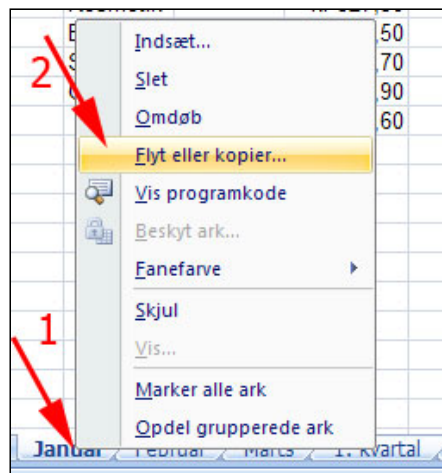 ,50
Indsæt...
2
,70
Slet
,90
Omdøb
,60
Flyt eller kopier...
Vis programkode
Beskyt ark...
Fanefarve
Skjul
1
Vis...
Marker alle ark
Opdel grupperede ark
Januar Februar Marts 1. kvartal